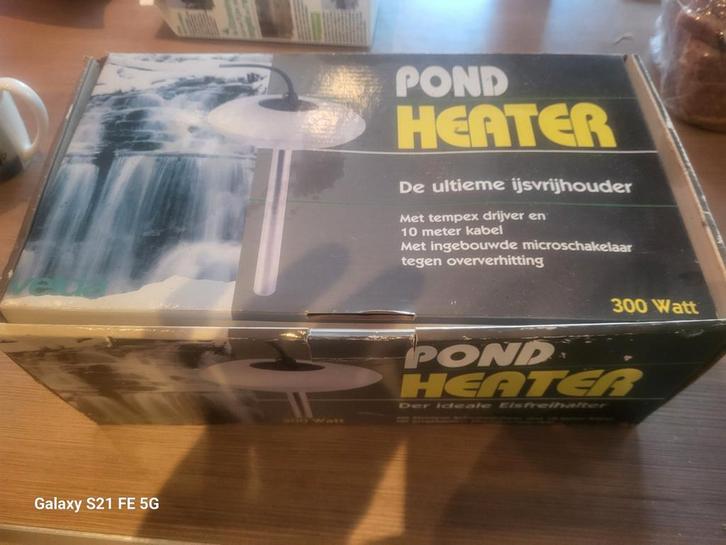 POND
HEATER
De ultieme ijsvrijhouder
Met tempex drijver en
10 meter kabel
Met ingebouwde microschakelaar
tegen oververhitting
velda
300 Watt
POND
HEATER
Der ideale Eisfreihalter
300 Watt
Galaxy S21 FE 5G